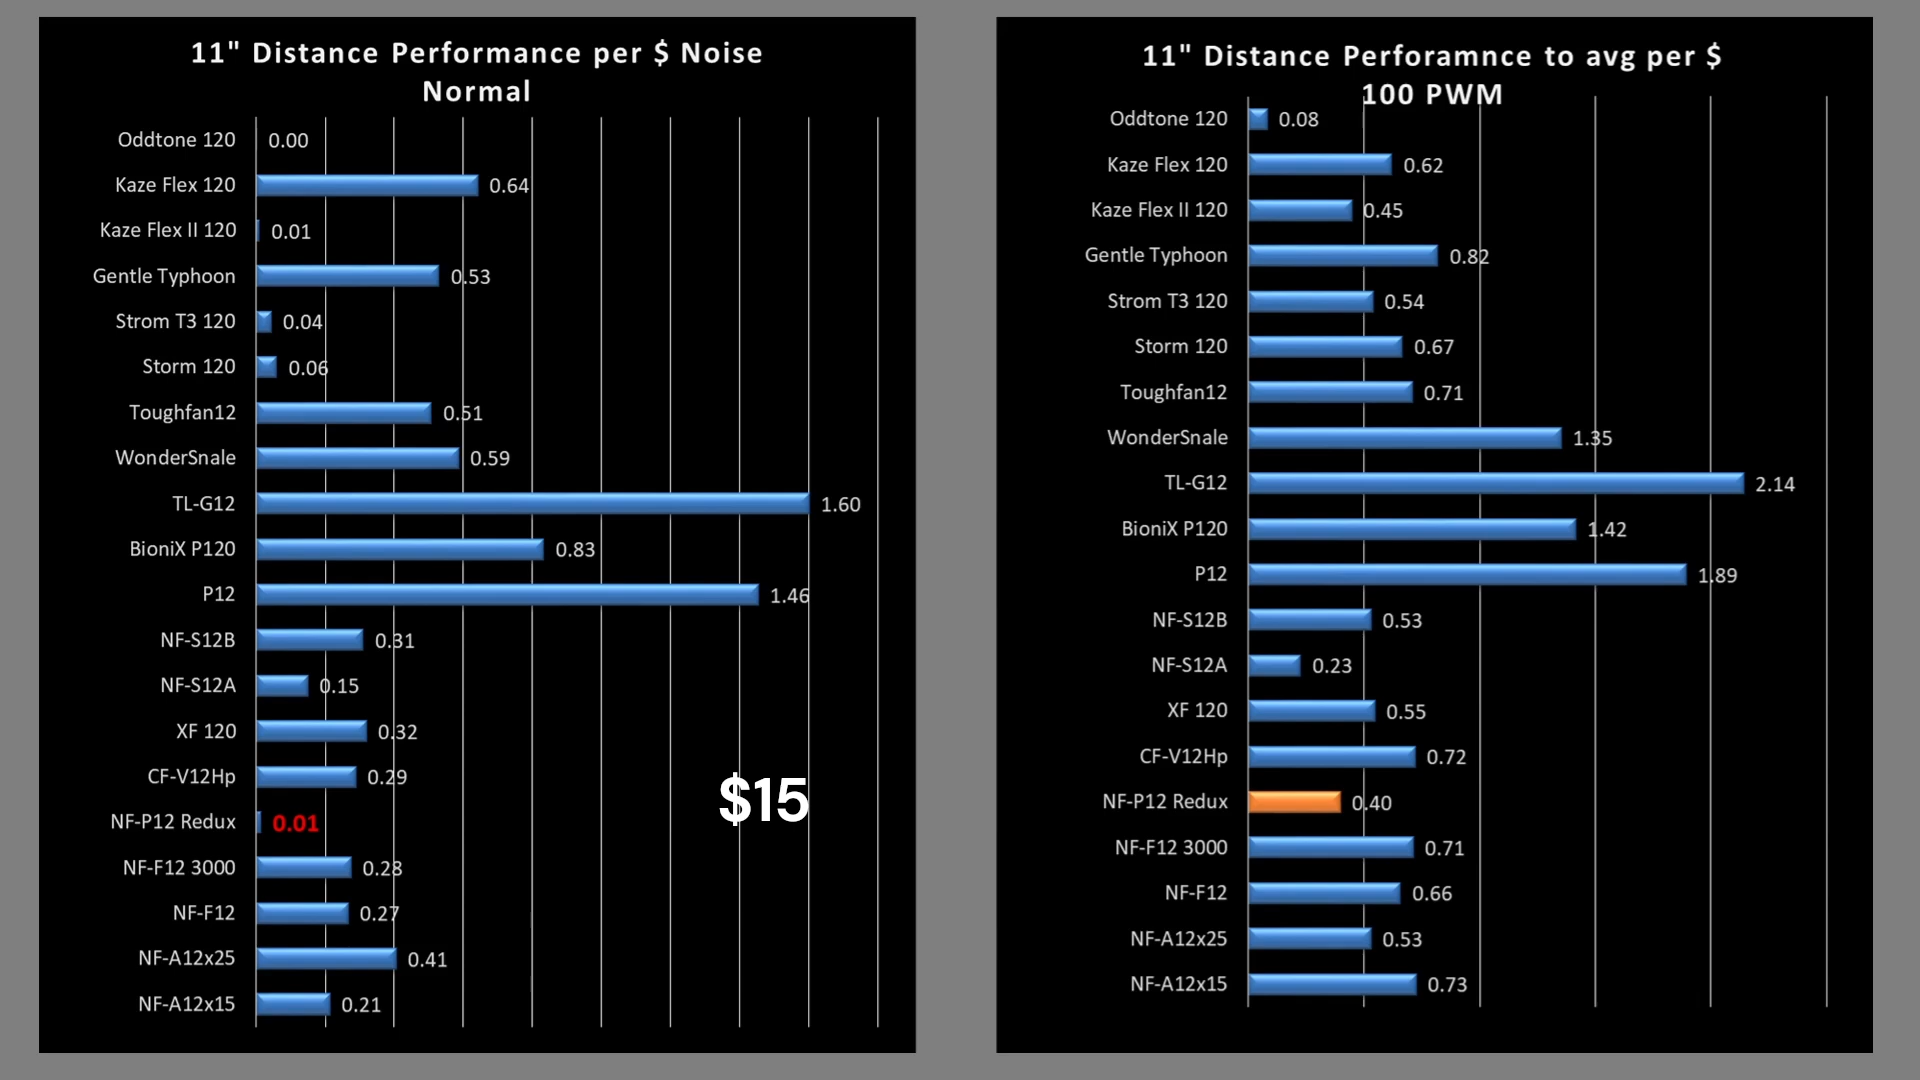 11" Distance Performance per $ Noise
Normal
Oddtone 120 0.00
Kaze Flex 120 0.64
Kaze Flex II 120 0.01
Gentle Typhoon 0.53
Strom T3 120 0.04
Storm 120 0.06
Toughfan12 0.51
WonderSnale 0.59
TL-G12 1.60
BioniX P120 0.83
P12 1.46
NF-S12B 0.31
NF-S12A 0.15
XF 120 0.32
CF-V12Hp 0.29
$15
NF-P12 Redux 0.01
NF-F12 3000 0.28
NF-F12 0.27
NF-A12x25 0.41
NF-A12x15 0.21
11" Distance Perforamnce to avg per $
100 PWM
Oddtone 120 0.08
Kaze Flex 120 0.62
Kaze Flex II 120 0.45
Gentle Typhoon 0.82
Strom T3 120 0.54
Storm 120 0.67
Toughfan12 0.71
WonderSnale 1.35
TL-G12 2.14
BioniX P120 1.42
P12 1.89
NF-S12B 0.53
NF-S12A 0.23
XF 120 0.55
CF-V12Hp 0.72
NF-P12 Redux 0.40
NF-F12 3000 0.71
NF-F12 0.66
NF-A12x25 0.53
NF-A12x15 0.73